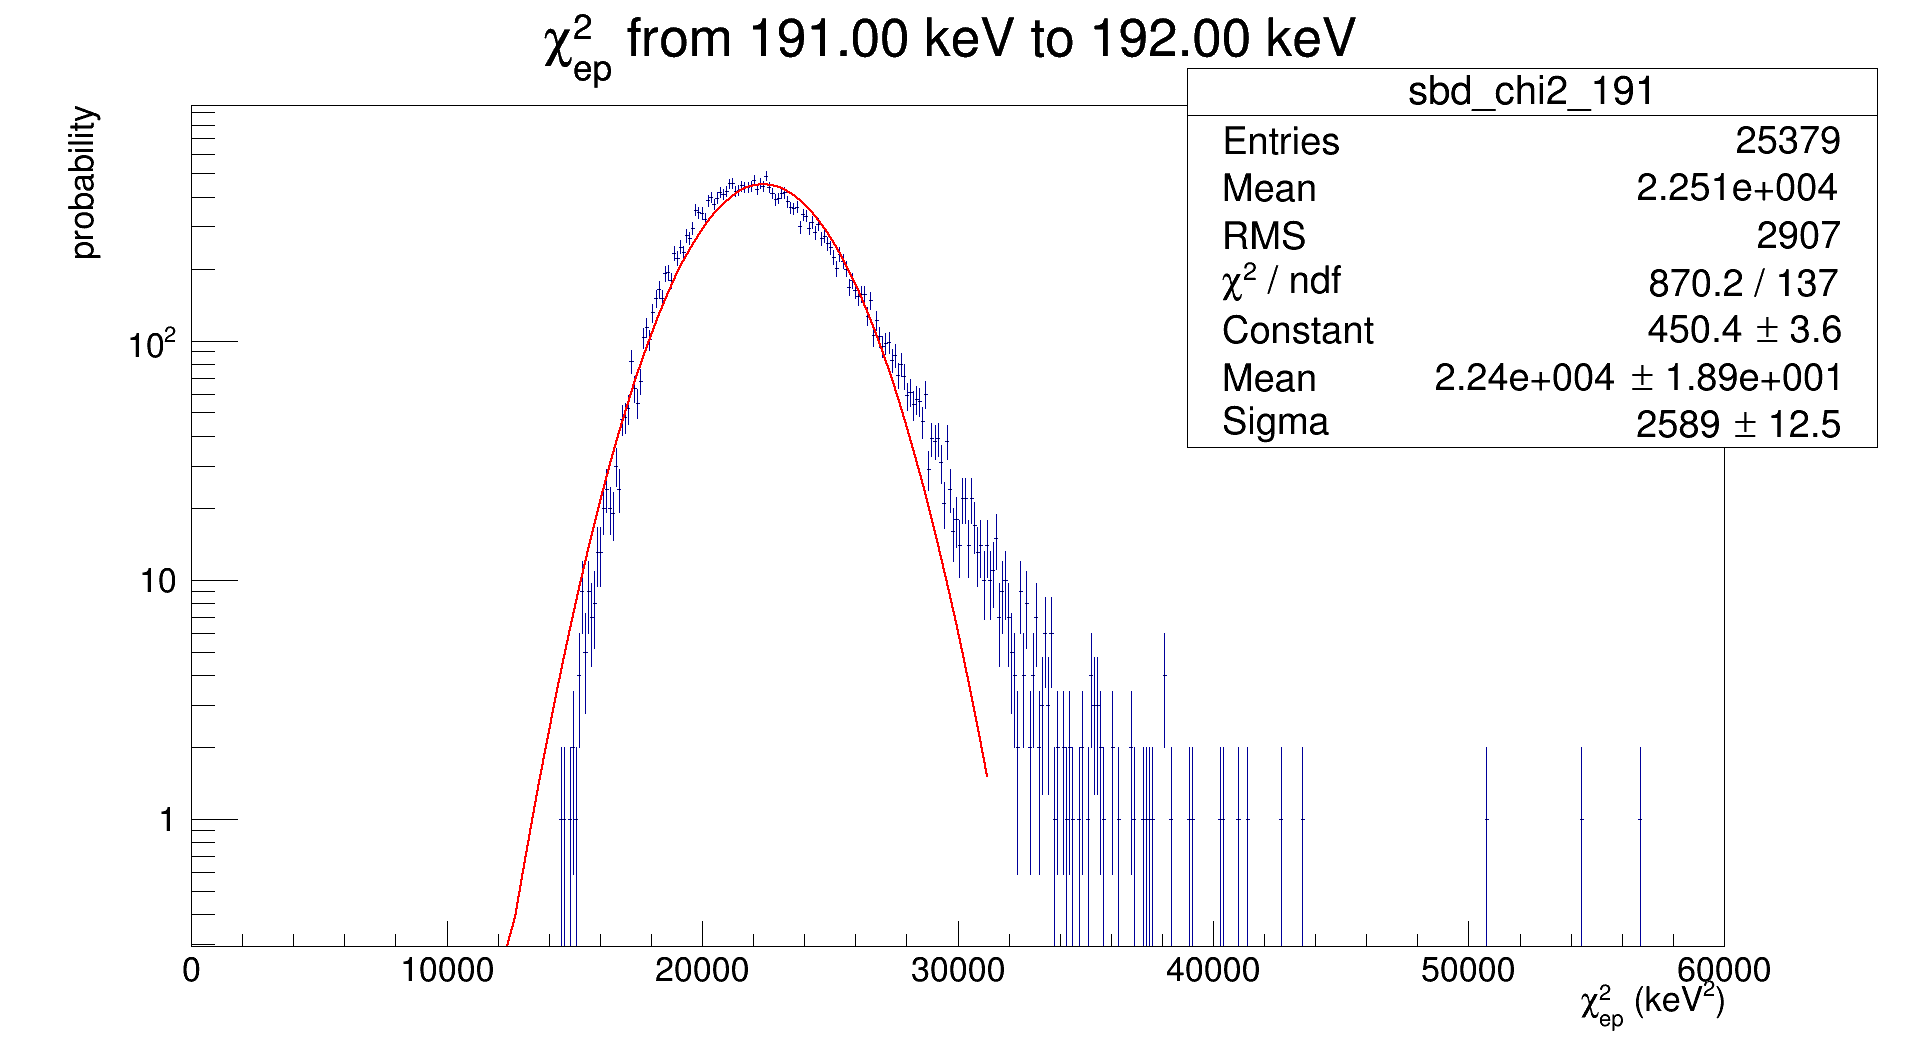 χ²ep from 191.00 keV to 192.00 keV
probability
sbd_chi2_191
Entries 25379
Mean 2.251e+004
RMS 2907
χ² / ndf 870.2 / 137
Constant 450.4 ± 3.6
Mean 2.24e+004 ± 1.89e+001
Sigma 2589 ± 12.5
10²
10
1
0 10000 20000 30000 40000 50000 60000
χ²ep (keV²)